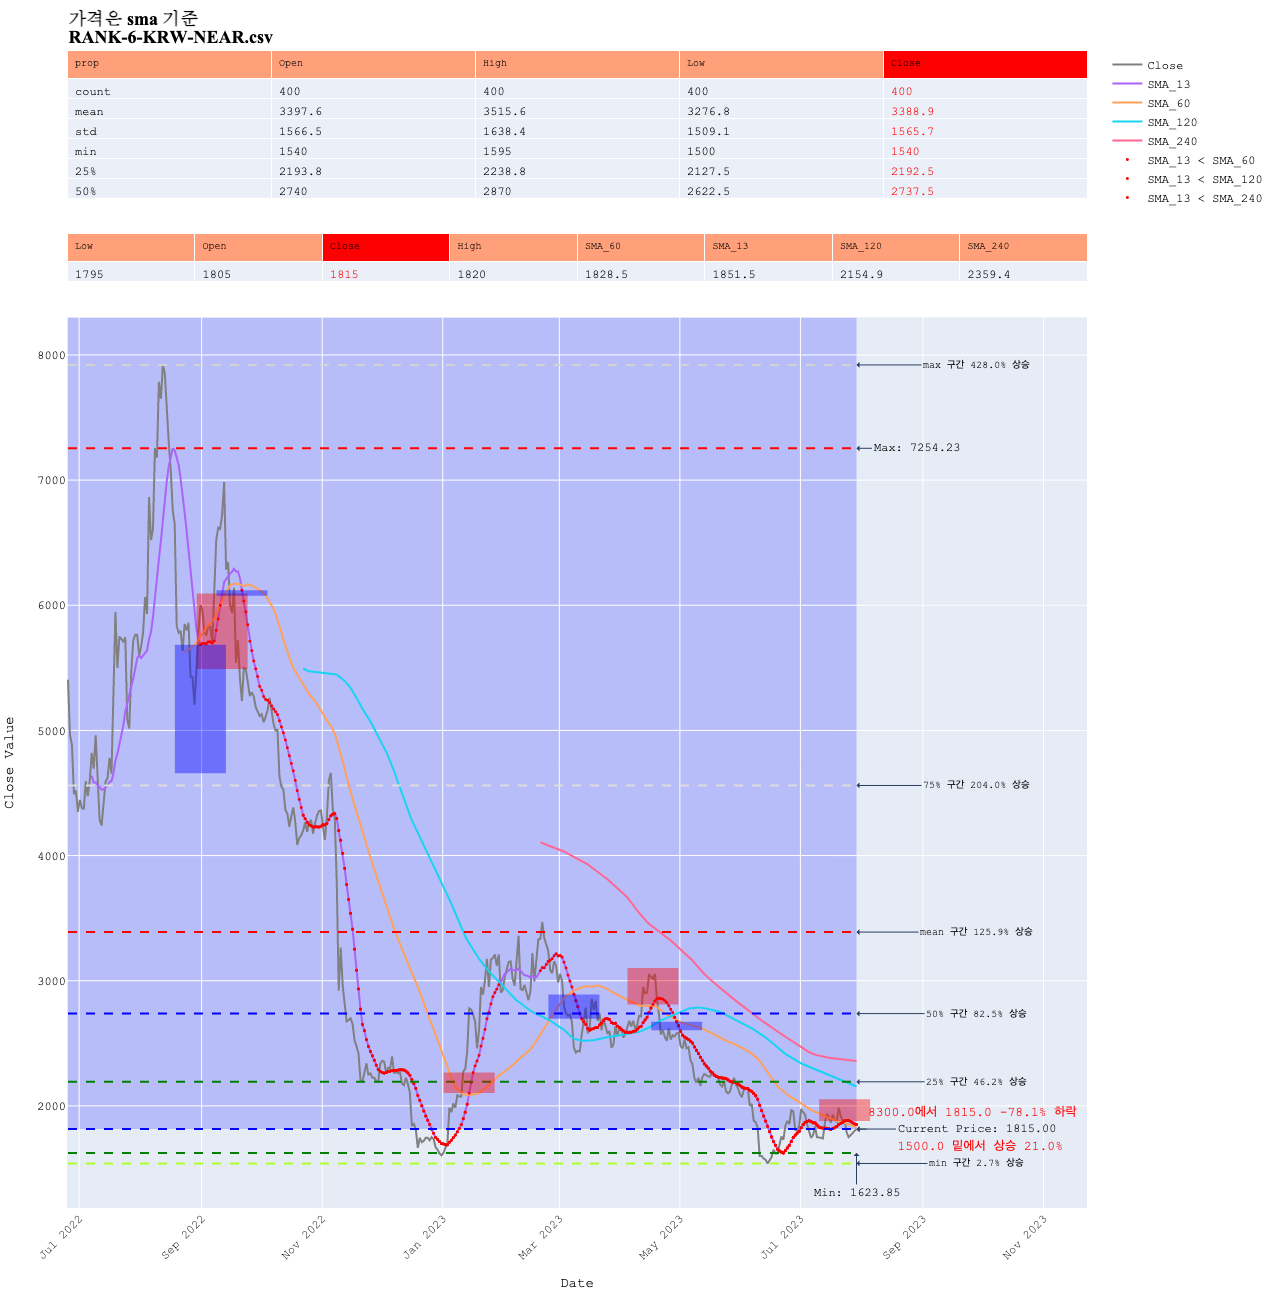 가격은 sma 기준
RANK-6-KRW-NEAR.csv
prop Open High Low Close
count 400 400 400 400
mean 3397.6 3515.6 3276.8 3388.9
std 1566.5 1638.4 1509.1 1565.7
min 1540 1595 1500 1540
25% 2193.8 2238.8 2127.5 2192.5
50% 2740 2870 2622.5 2737.5
Close
SMA_13
SMA_60
SMA_120
SMA_240
SMA_13 < SMA_60
SMA_13 < SMA_120
SMA_13 < SMA_240
Low Open Close High SMA_60 SMA_13 SMA_120 SMA_240
1795 1805 1815 1820 1828.5 1851.5 2154.9 2359.4
8000
7000
6000
5000
4000
3000
2000
Close Value
max 구간 428.0% 상승
Max: 7254.23
75% 구간 204.0% 상승
mean 구간 125.9% 상승
50% 구간 82.5% 상승
25% 구간 46.2% 상승
8300.0에서 1815.0 -78.1% 하락
Current Price: 1815.00
1500.0 밑에서 상승 21.0%
min 구간 2.7% 상승
Min: 1623.85
Jul 2022
Sep 2022
Nov 2022
Jan 2023
Mar 2023
May 2023
Jul 2023
Sep 2023
Nov 2023
Date